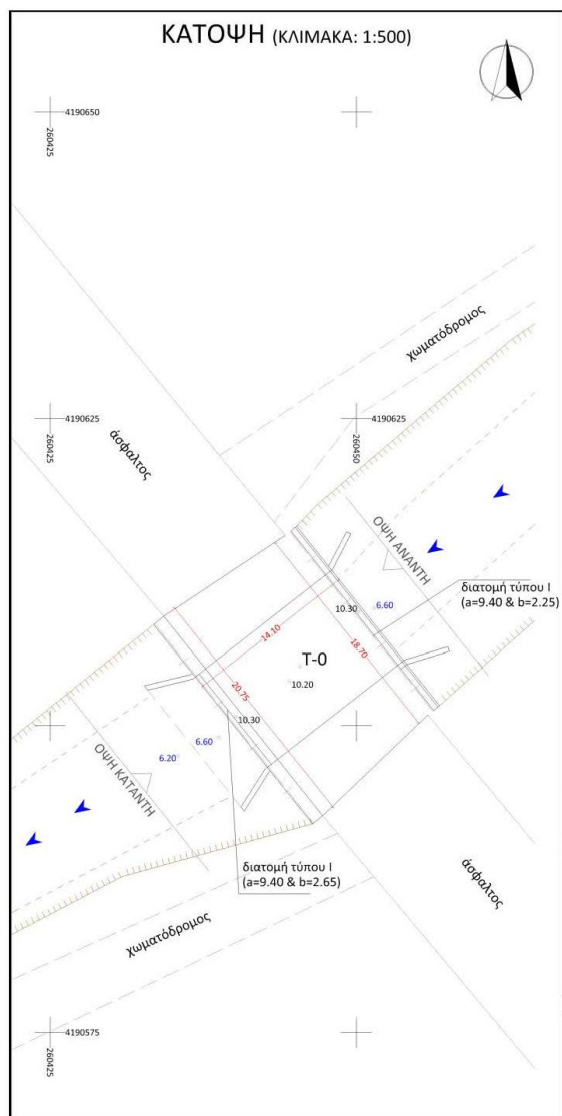 ΚΑΤΟΨΗ (ΚΛΙΜΑΚΑ: 1:500)
4190650
260425
χωματόδρομος
4190625
4190625
260425
260450
άσφαλτος
ΟΨΗ ΑΝΑΝΤΗ
διατομή τύπου Ι
(a=9.40 & b=2.25)
10.30
6.60
14.10
18.70
T-0
10.20
20.75
10.30
6.60
6.20
ΟΨΗ ΚΑΤΑΝΤΗ
διατομή τύπου Ι
(a=9.40 & b=2.65)
άσφαλτος
χωματόδρομος
4190575
260425